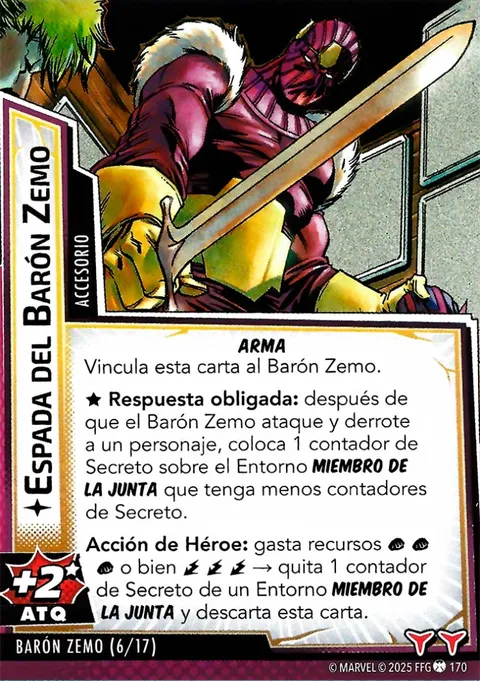 ESPADA DEL BARÓN ZEMO
ACCESORIO
ARMA
Vincula esta carta al Barón Zemo.
★ Respuesta obligada: después de
que el Barón Zemo ataque y derrote
a un personaje, coloca 1 contador de
Secreto sobre el Entorno MIEMBRO DE
LA JUNTA que tenga menos contadores
de Secreto.
Acción de Héroe: gasta recursos
o bien → quita 1 contador
de Secreto de un Entorno MIEMBRO DE
LA JUNTA y descarta esta carta.
+2★
ATQ
BARÓN ZEMO (6/17)
© MARVEL © 2025 FFG 170